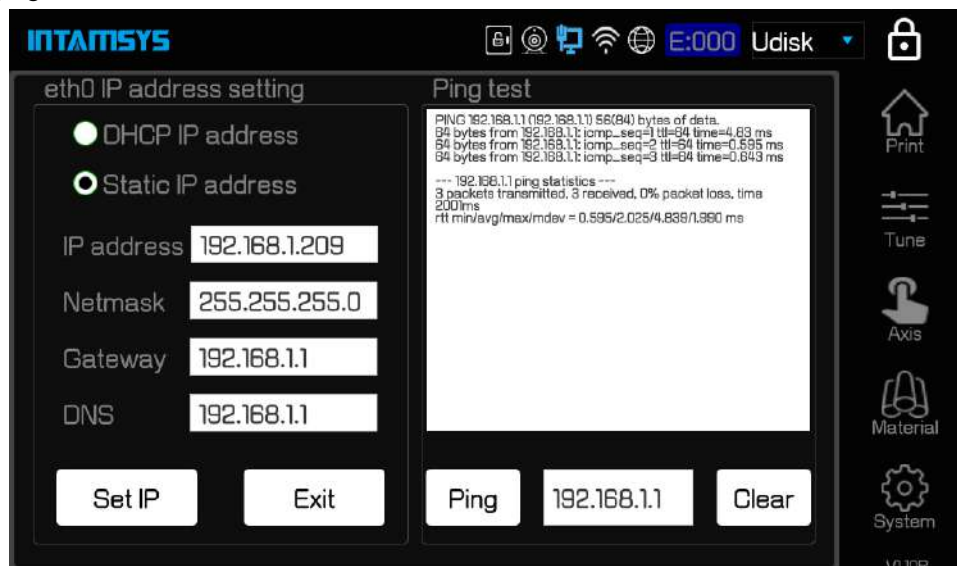 INTAMSYS
E:000
Udisk
eth0 IP address setting
DHCP IP address
Static IP address
IP address 192.168.1.209
Netmask 255.255.255.0
Gateway 192.168.1.1
DNS 192.168.1.1
Set IP
Exit
Ping test
PING 192.168.1.1 (192.168.1.1) 56(84) bytes of data.
64 bytes from 192.168.1.1: icmp_seq=1 ttl=64 time=4.83 ms
64 bytes from 192.168.1.1: icmp_seq=2 ttl=64 time=0.595 ms
64 bytes from 192.168.1.1: icmp_seq=3 ttl=64 time=0.643 ms
--- 192.168.1.1 ping statistics ---
3 packets transmitted, 3 received, 0% packet loss, time
2001ms
rtt min/avg/max/mdev = 0.595/2.025/4.839/1.990 ms
Ping
192.168.1.1
Clear
Print
Tune
Axis
Material
System